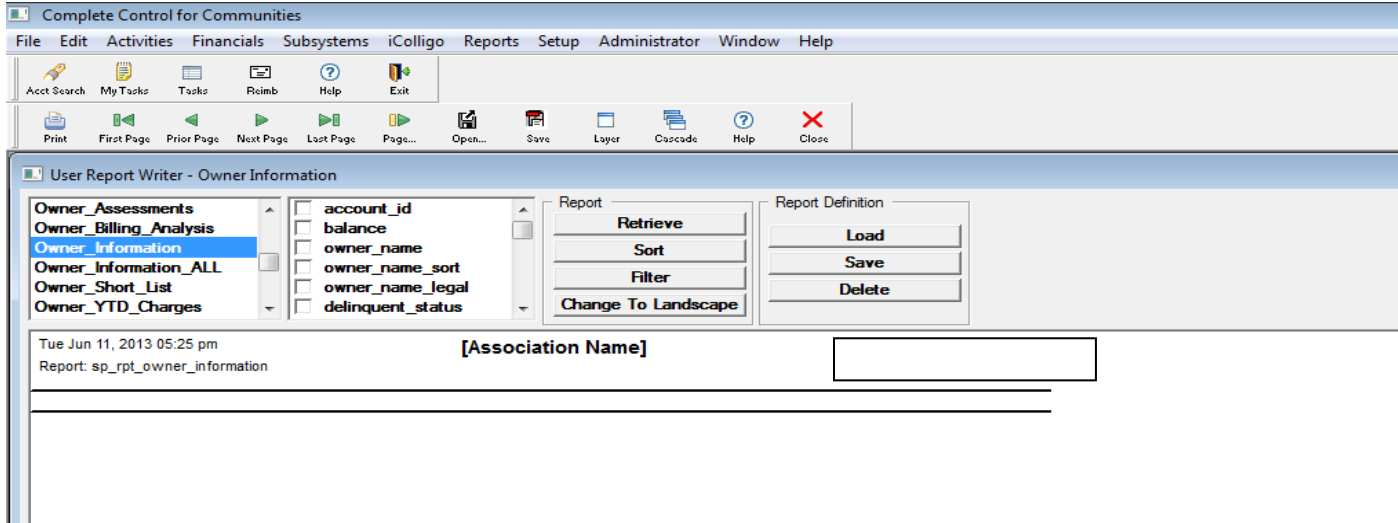 Complete Control for Communities
File Edit Activities Financials Subsystems iColligo Reports Setup Administrator Window Help
Acct Search My Tasks Tasks Reimb Help Exit
Print First Page Prior Page Next Page Last Page Page... Open... Save Layer Cascade Help Close
User Report Writer - Owner Information
Owner_Assessments
Owner_Billing_Analysis
Owner_Information
Owner_Information_ALL
Owner_Short_List
Owner_YTD_Charges
account_id
balance
owner_name
owner_name_sort
owner_name_legal
delinquent_status
Report
Retrieve
Sort
Filter
Change To Landscape
Report Definition
Load
Save
Delete
Tue Jun 11, 2013 05:25 pm
[Association Name]
Report: sp_rpt_owner_information